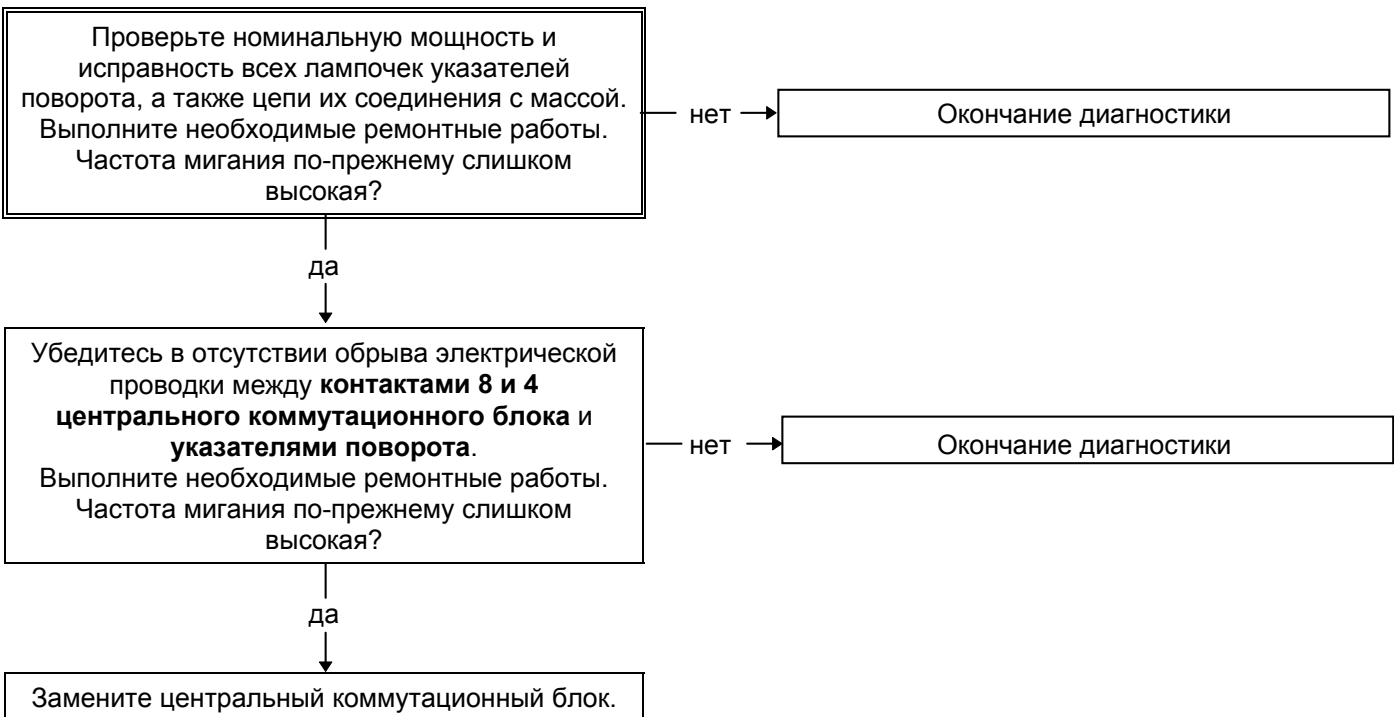 Проверьте номинальную мощность и
исправность всех лампочек указателей
поворота, а также цепи их соединения с массой.
Выполните необходимые ремонтные работы.
Частота мигания по-прежнему слишком
высокая?
нет
Окончание диагностики
да
Убедитесь в отсутствии обрыва электрической
проводки между контактами 8 и 4
центрального коммутационного блока и
указателями поворота.
Выполните необходимые ремонтные работы.
Частота мигания по-прежнему слишком
высокая?
нет
Окончание диагностики
да
Замените центральный коммутационный блок.